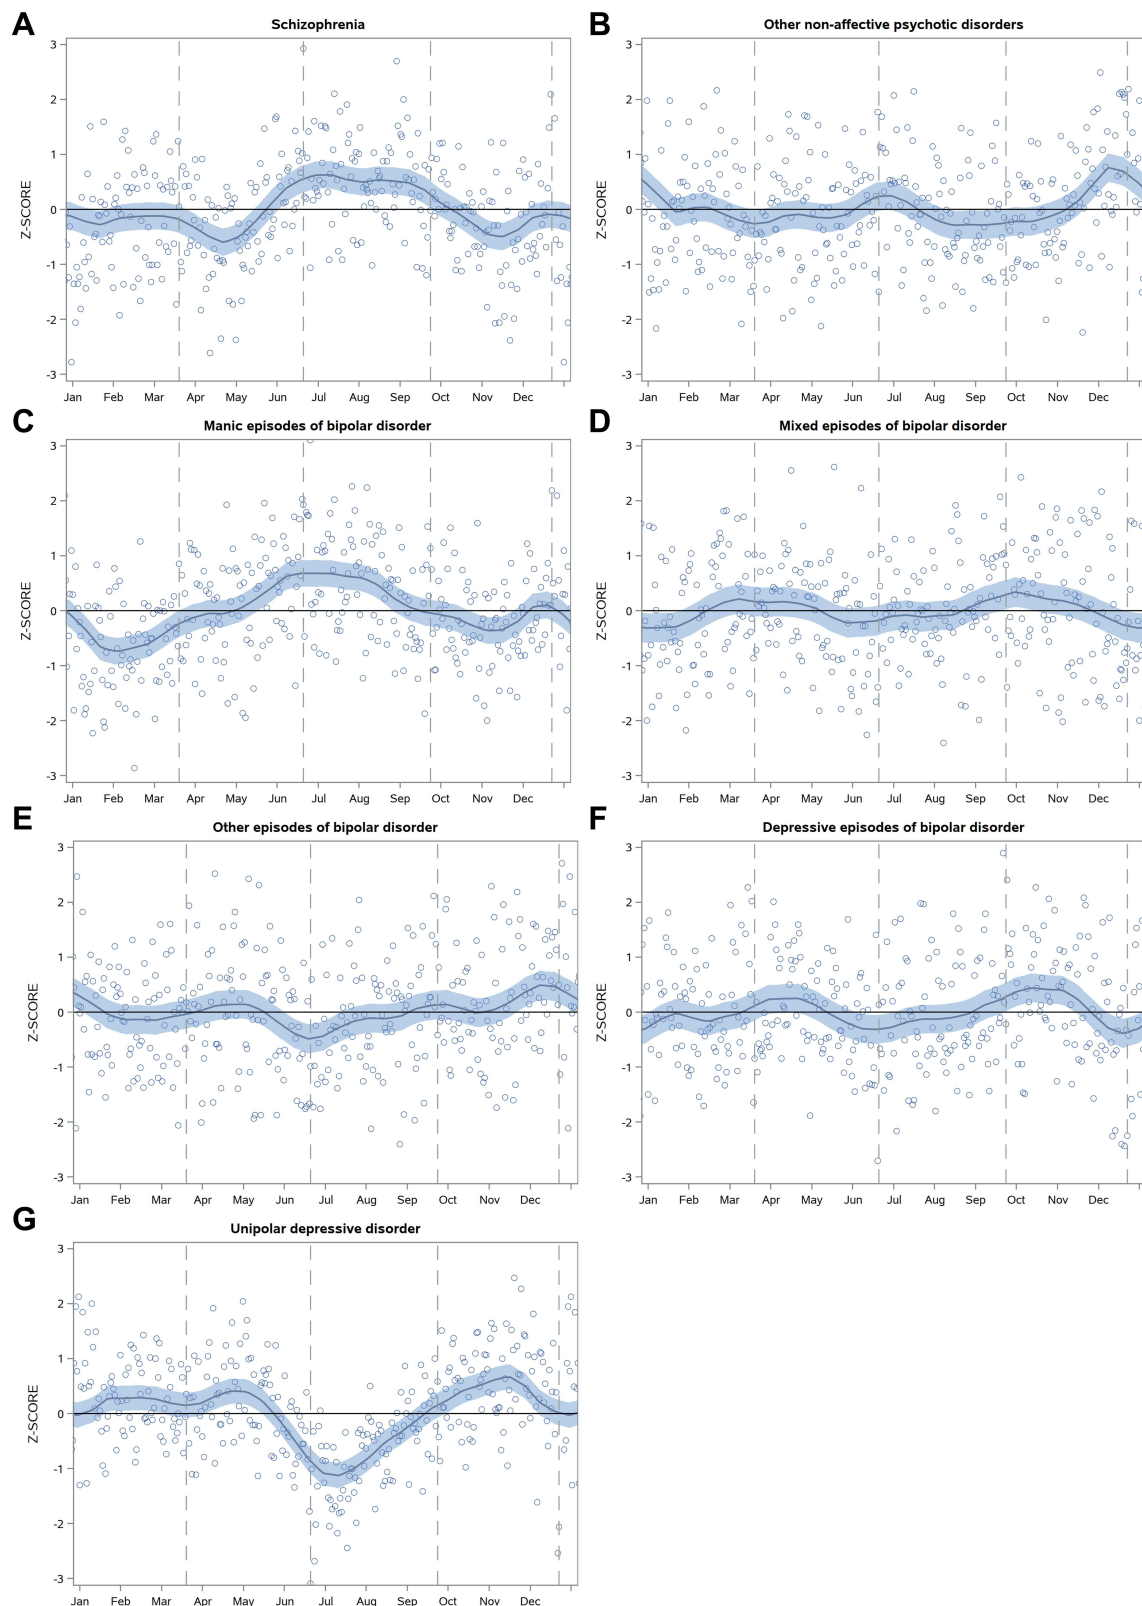 A
Schizophrenia
3
2
1
0
-1
-2
-3
Z-SCORE
Jan Feb Mar Apr May Jun Jul Aug Sep Oct Nov Dec
B
Other non-affective psychotic disorders
3
2
1
0
-1
-2
-3
Z-SCORE
Jan Feb Mar Apr May Jun Jul Aug Sep Oct Nov Dec
C
Manic episodes of bipolar disorder
3
2
1
0
-1
-2
-3
Z-SCORE
Jan Feb Mar Apr May Jun Jul Aug Sep Oct Nov Dec
D
Mixed episodes of bipolar disorder
3
2
1
0
-1
-2
-3
Z-SCORE
Jan Feb Mar Apr May Jun Jul Aug Sep Oct Nov Dec
E
Other episodes of bipolar disorder
3
2
1
0
-1
-2
-3
Z-SCORE
Jan Feb Mar Apr May Jun Jul Aug Sep Oct Nov Dec
F
Depressive episodes of bipolar disorder
3
2
1
0
-1
-2
-3
Z-SCORE
Jan Feb Mar Apr May Jun Jul Aug Sep Oct Nov Dec
G
Unipolar depressive disorder
3
2
1
0
-1
-2
-3
Z-SCORE
Jan Feb Mar Apr May Jun Jul Aug Sep Oct Nov Dec